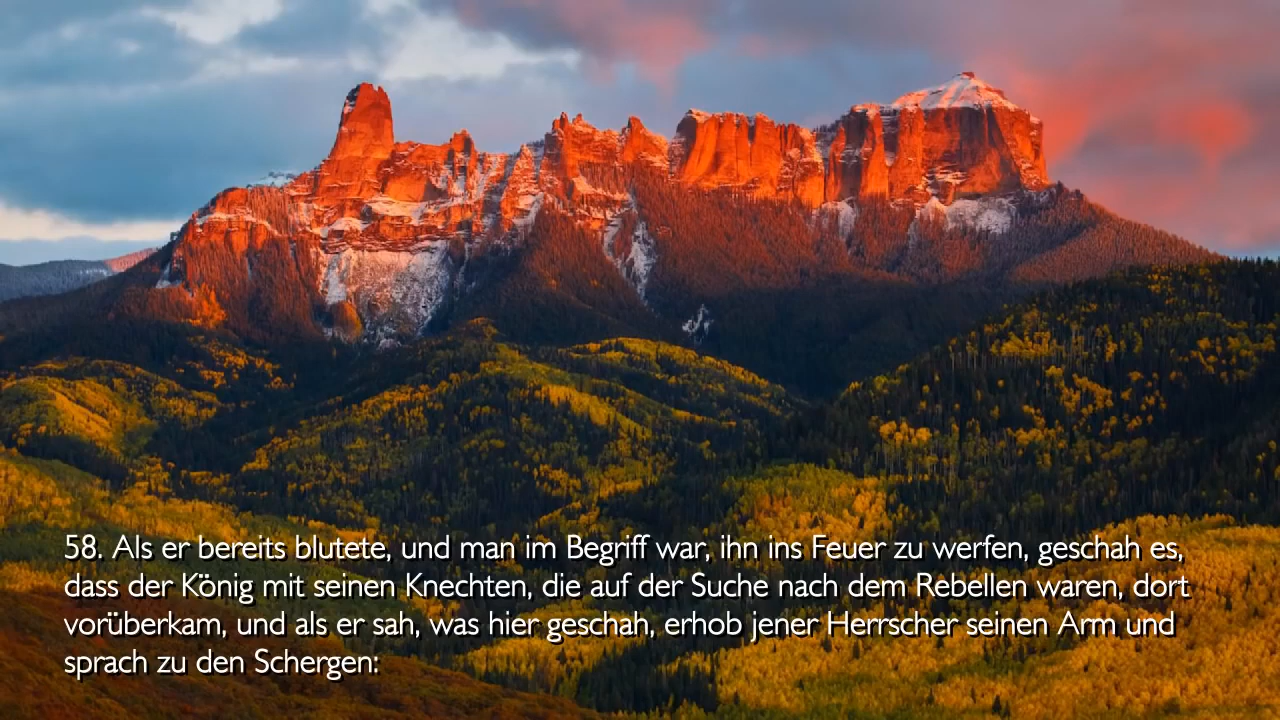 58. Als er bereits blutete, und man im Begriff war, ihn ins Feuer zu werfen, geschah es,
dass der König mit seinen Knechten, die auf der Suche nach dem Rebellen waren, dort
vorüberkam, und als er sah, was hier geschah, erhob jener Herrscher seinen Arm und
sprach zu den Schergen: